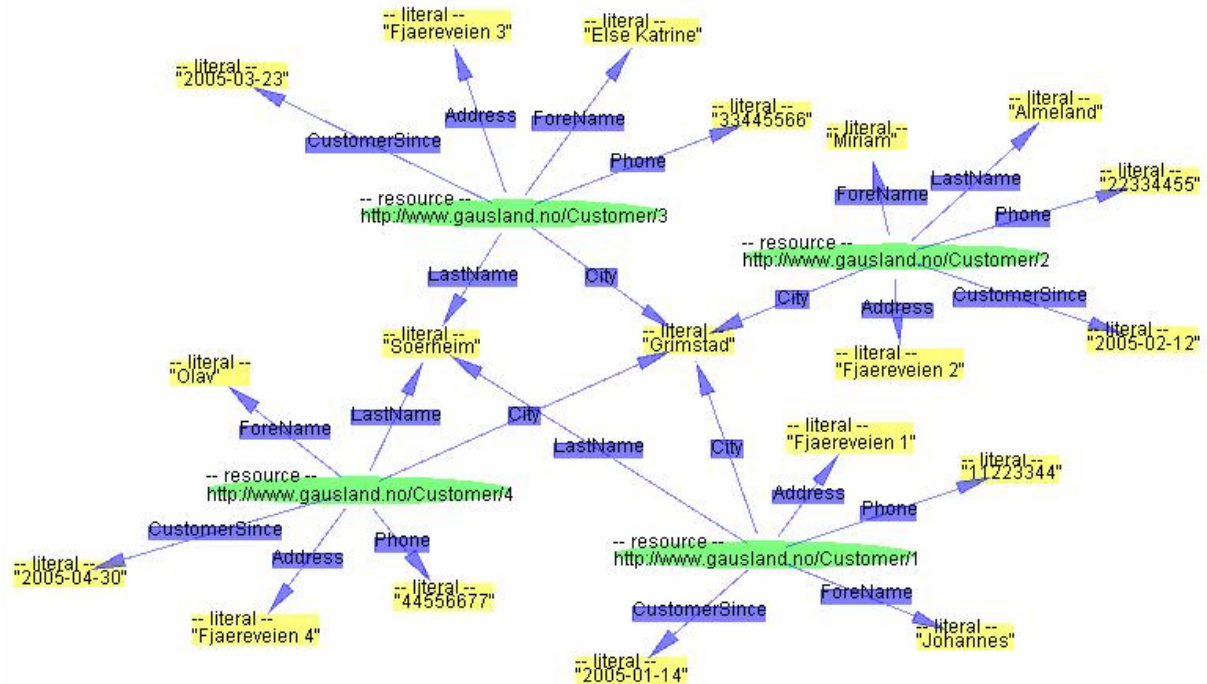 -- literal --
"Fjaereveien 3"
-- literal --
"Else Katrine"
-- literal --
"2005-03-23"
-- literal --
"33445566"
CustomerSince
Address
ForeName
Phone
-- resource --
http://www.gausland.no/Customer/3
LastName
City
-- literal --
"Almeland"
-- literal --
"Miriam"
-- literal --
"22334455"
ForeName
LastName
Phone
-- resource --
http://www.gausland.no/Customer/2
City
Address
CustomerSince
-- literal --
"Fjaereveien 2"
-- literal --
"2005-02-12"
-- literal --
"Soerheim"
-- literal --
"Grimstad"
-- literal --
"Olav"
ForeName
LastName
City
-- resource --
http://www.gausland.no/Customer/4
CustomerSince
Address
Phone
-- literal --
"2005-04-30"
-- literal --
"Fjaereveien 4"
-- literal --
"44556677"
LastName
City
-- literal --
"Fjaereveien 1"
-- literal --
"11223344"
Address
Phone
-- resource --
http://www.gausland.no/Customer/1
CustomerSince
ForeName
-- literal --
"Johannes"
-- literal --
"2005-01-14"